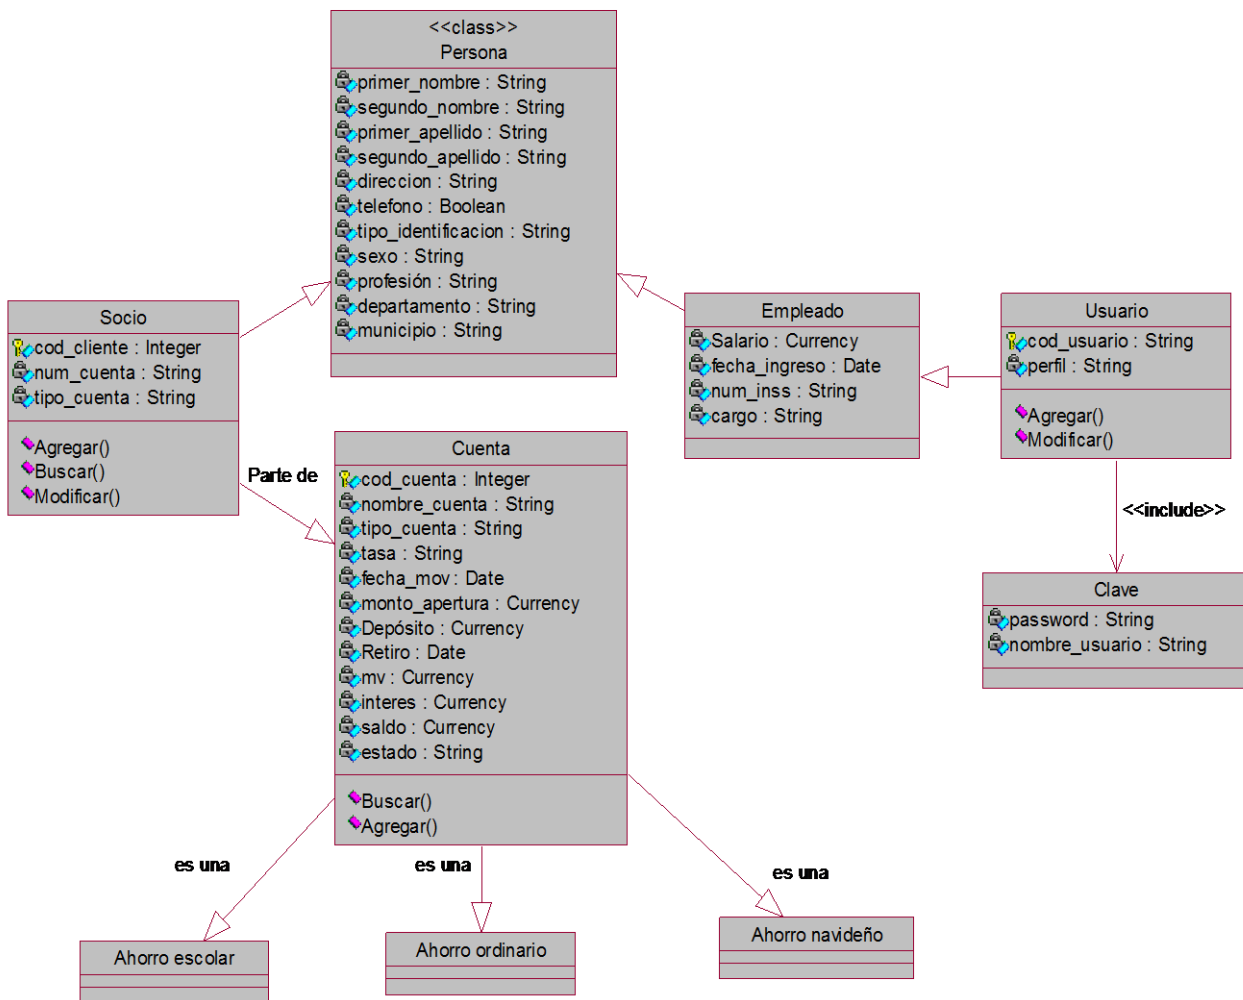 <<class>>
Persona
primer_nombre : String
segundo_nombre : String
primer_apellido : String
segundo_apellido : String
direccion : String
telefono : Boolean
tipo_identificacion : String
sexo : String
profesión : String
departamento : String
municipio : String
Socio
cod_cliente : Integer
num_cuenta : String
tipo_cuenta : String
Agregar()
Buscar()
Modificar()
Empleado
Salario : Currency
fecha_ingreso : Date
num_inss : String
cargo : String
Usuario
cod_usuario : String
perfil : String
Agregar()
Modificar()
Parte de
<<include>>
Cuenta
cod_cuenta : Integer
nombre_cuenta : String
tipo_cuenta : String
tasa : String
fecha_mov : Date
monto_apertura : Currency
Depósito : Currency
Retiro : Date
mv : Currency
interes : Currency
saldo : Currency
estado : String
Buscar()
Agregar()
Clave
password : String
nombre_usuario : String
es una
es una
es una
Ahorro escolar
Ahorro ordinario
Ahorro navideño